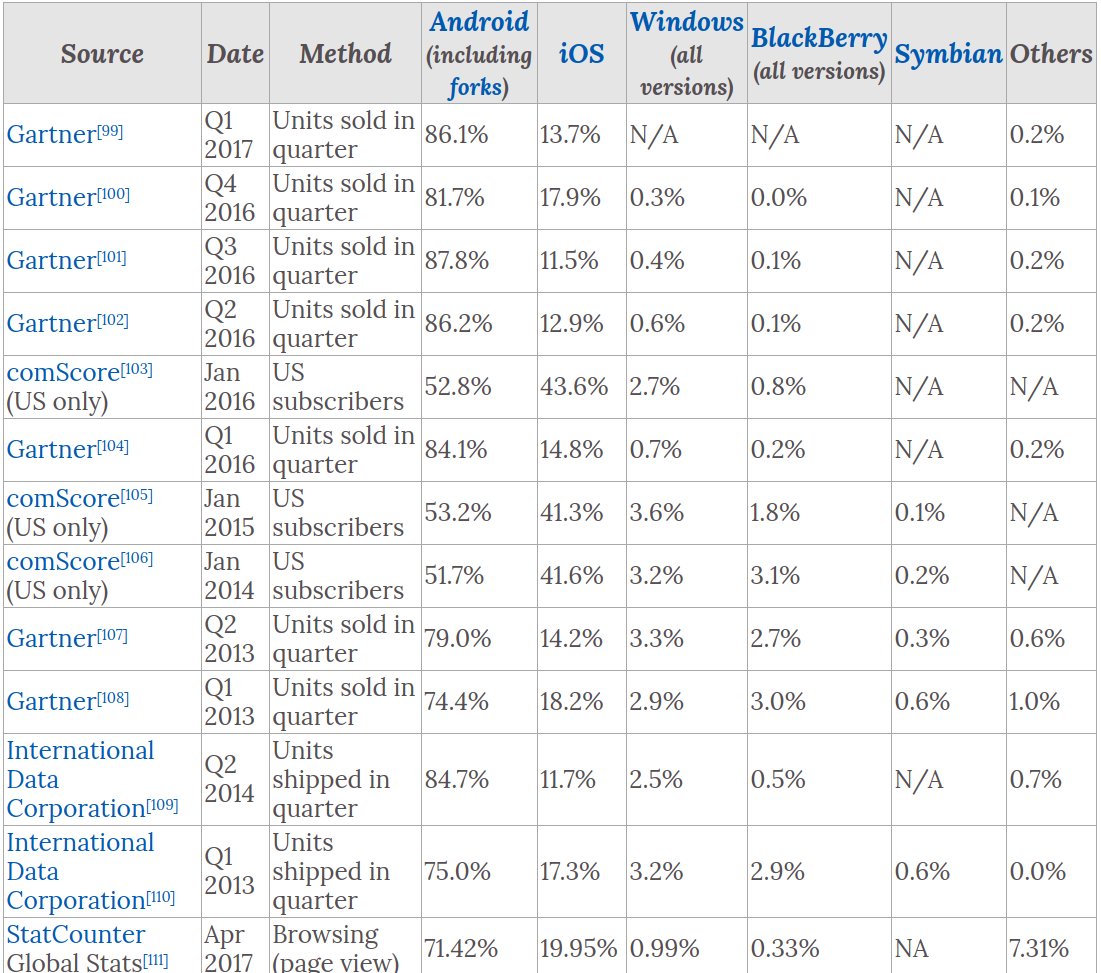 Source Date Method Android (including forks) iOS Windows (all versions) BlackBerry (all versions) Symbian Others
Gartner[99] Q1 2017 Units sold in quarter 86.1% 13.7% N/A N/A N/A 0.2%
Gartner[100] Q4 2016 Units sold in quarter 81.7% 17.9% 0.3% 0.0% N/A 0.1%
Gartner[101] Q3 2016 Units sold in quarter 87.8% 11.5% 0.4% 0.1% N/A 0.2%
Gartner[102] Q2 2016 Units sold in quarter 86.2% 12.9% 0.6% 0.1% N/A 0.2%
comScore[103] (US only) Jan 2016 US subscribers 52.8% 43.6% 2.7% 0.8% N/A N/A
Gartner[104] Q1 2016 Units sold in quarter 84.1% 14.8% 0.7% 0.2% N/A 0.2%
comScore[105] (US only) Jan 2015 US subscribers 53.2% 41.3% 3.6% 1.8% 0.1% N/A
comScore[106] (US only) Jan 2014 US subscribers 51.7% 41.6% 3.2% 3.1% 0.2% N/A
Gartner[107] Q2 2013 Units sold in quarter 79.0% 14.2% 3.3% 2.7% 0.3% 0.6%
Gartner[108] Q1 2013 Units sold in quarter 74.4% 18.2% 2.9% 3.0% 0.6% 1.0%
International Data Corporation[109] Q2 2014 Units shipped in quarter 84.7% 11.7% 2.5% 0.5% N/A 0.7%
International Data Corporation[110] Q1 2013 Units shipped in quarter 75.0% 17.3% 3.2% 2.9% 0.6% 0.0%
StatCounter Global Stats[111] Apr 2017 Browsing (page view) 71.42% 19.95% 0.99% 0.33% NA 7.31%